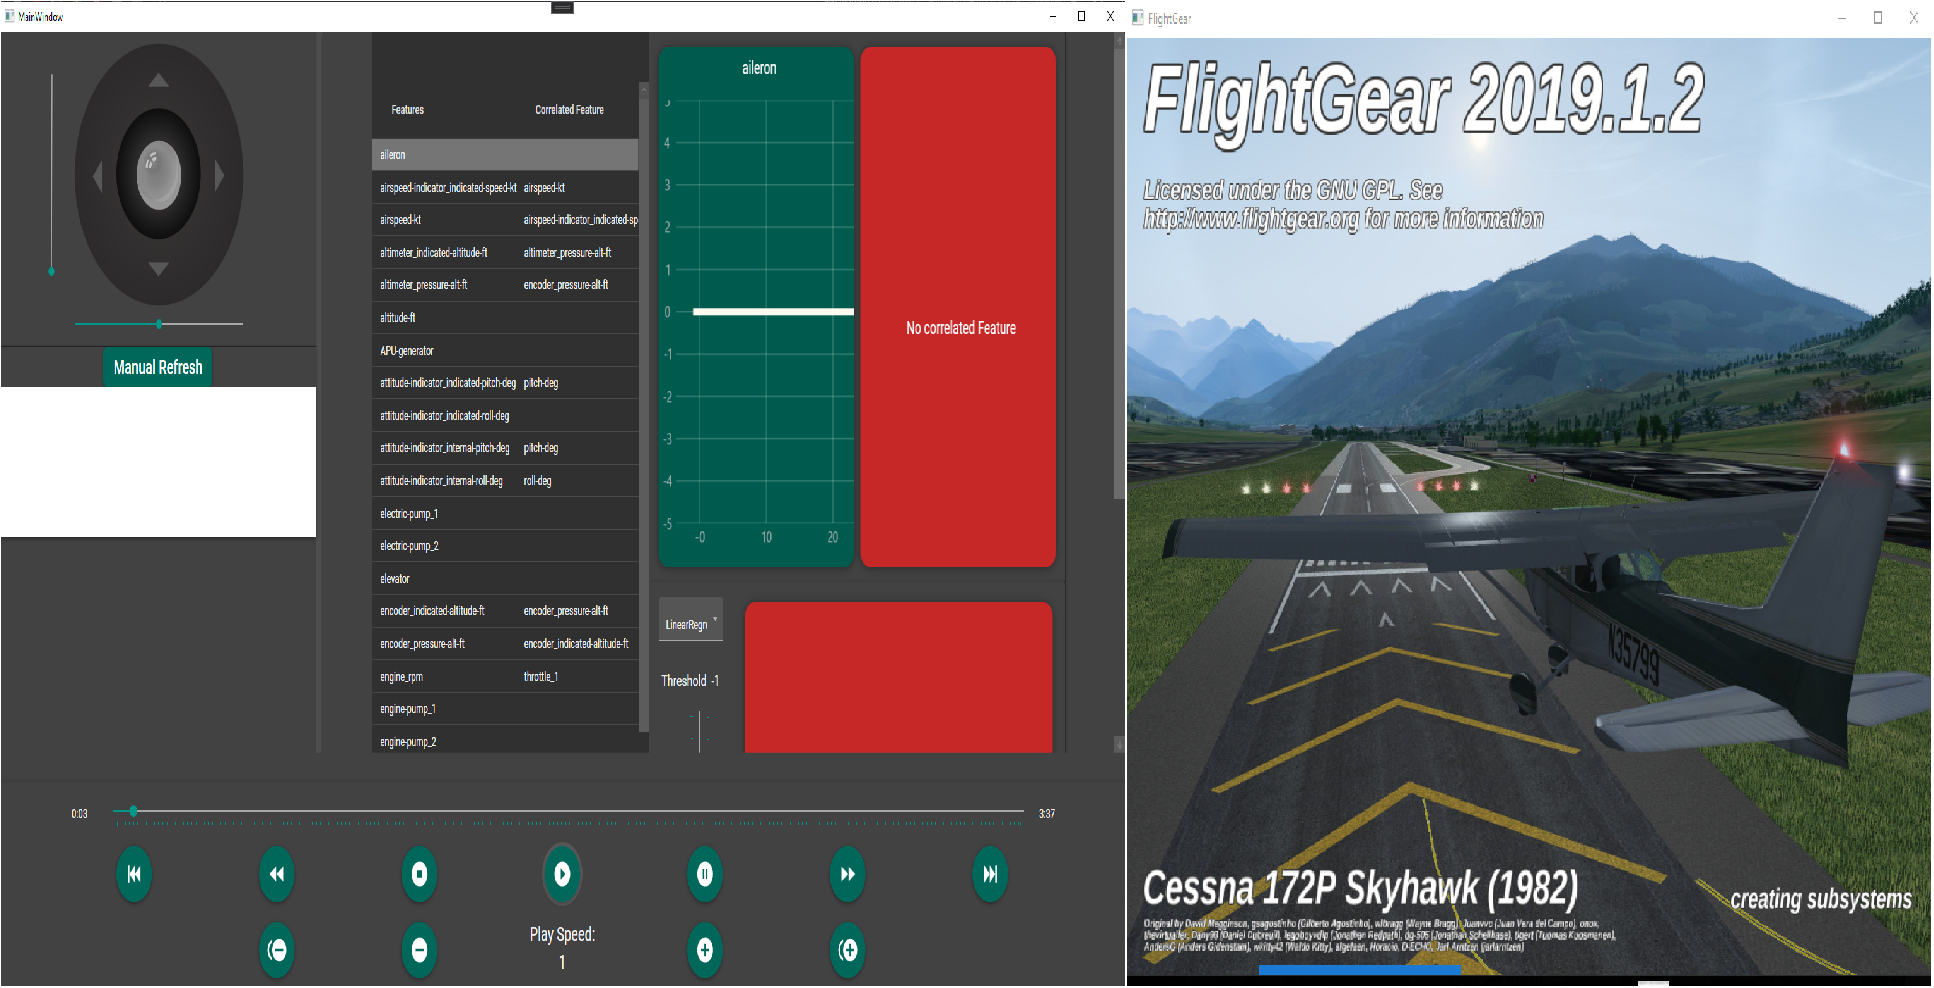 MainWindow
Manual Refresh
Features Correlated Feature
aileron
airspeed-indicator_indicated-speed-kt airspeed-kt
airspeed-kt airspeed-indicator_indicated-sp
altimeter_indicated-altitude-ft altimeter_pressure-alt-ft
altimeter_pressure-alt-ft encoder_pressure-alt-ft
altitude-ft
APU-generator
attitude-indicator_indicated-pitch-deg pitch-deg
attitude-indicator_indicated-roll-deg
attitude-indicator_internal-pitch-deg pitch-deg
attitude-indicator_internal-roll-deg roll-deg
electric-pump_1
electric-pump_2
elevator
encoder_indicated-altitude-ft encoder_pressure-alt-ft
encoder_pressure-alt-ft encoder_indicated-altitude-ft
engine_rpm throttle_1
engine-pump_1
engine-pump_2
aileron
5
4
3
2
1
0
-1
-2
-3
-4
-5
-0 10 20
No correlated Feature
LinearRegn
Threshold -1
0:03 3:37
Play Speed:
1
FlightGear
FlightGear 2019.1.2
Licensed under the GNU GPL. See
http://www.flightgear.org for more information
N35799
Cessna 172P Skyhawk (1982)
creating subsystems
Original by David Megginson, gsagostinho (Gilberto Agostinho), wlbragg (Wayne Bragg), Juanvvc (Juan Vera del Campo), onox,
Dany93 (Daniel Dubreuil), (Jonathan Redpath), dg-505 (Jonathan Schellhase), tigert (Tuomas Kuosmanen),
AndersG (Anders Gidenstam), wkitty42 (Waldo Kitty), algefaen, Horacio, D-ECHO, Jarl Arntzen (jarlarntzen)